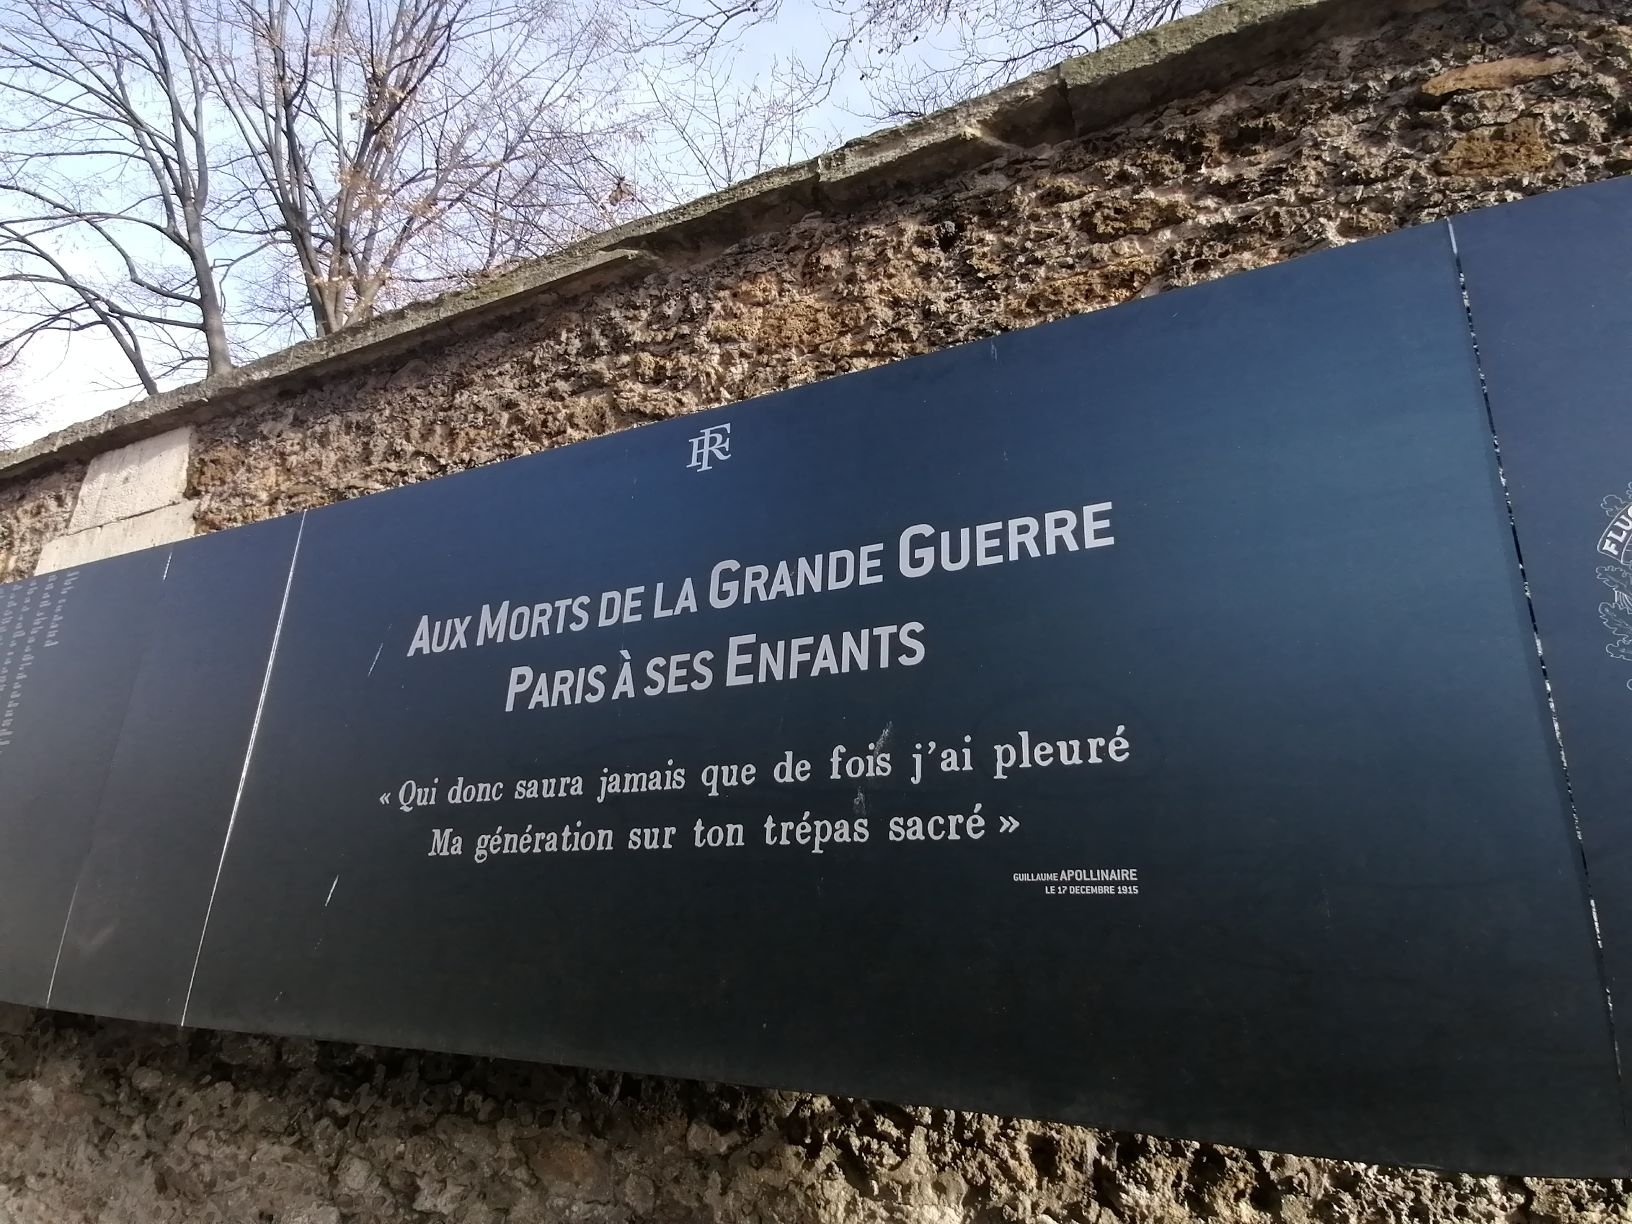 RF
AUX MORTS DE LA GRANDE GUERRE
PARIS À SES ENFANTS
« Qui donc saura jamais que de fois j'ai pleuré
Ma génération sur ton trépas sacré »
GUILLAUME APOLLINAIRE
LE 17 DECEMBRE 1915